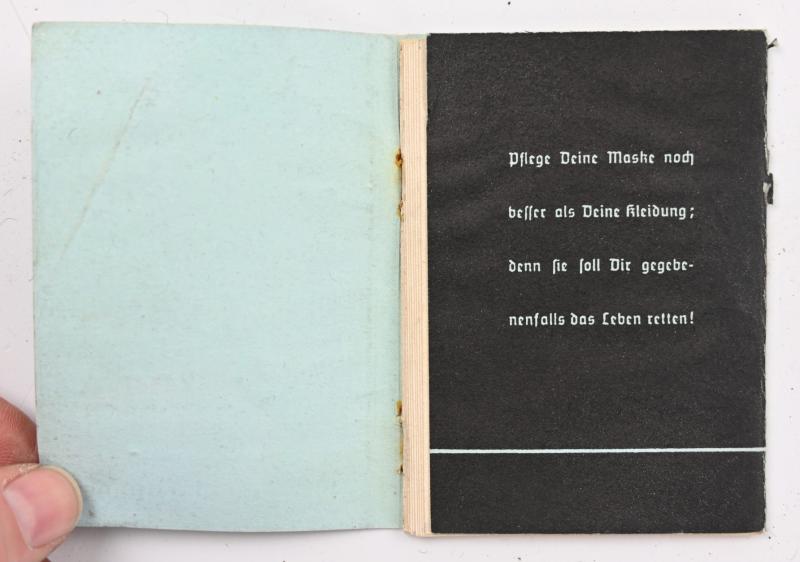 Pflege Deine Maske noch
besser als Deine Kleidung;
denn sie soll Dir gegebe-
nenfalls das Leben retten!